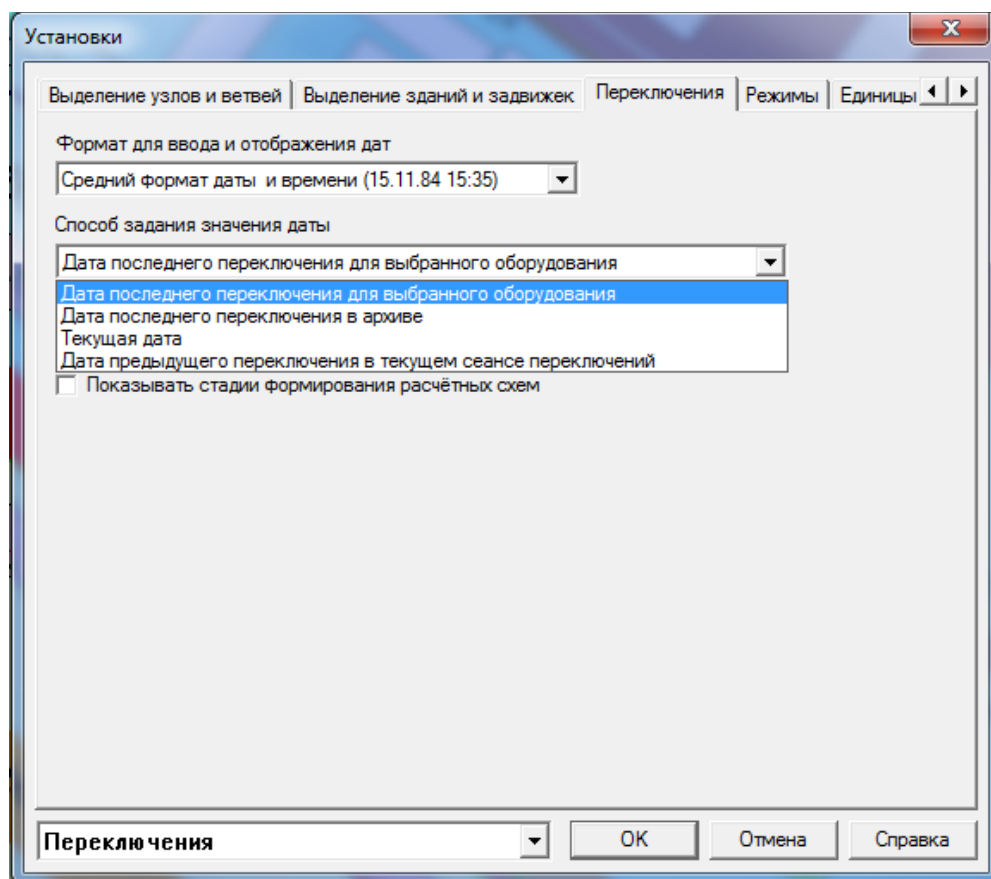 Установки
Выделение узлов и ветвей Выделение зданий и задвижек Переключения Режимы Единицы
Формат для ввода и отображения дат
Средний формат даты и времени (15.11.84 15:35)
Способ задания значения даты
Дата последнего переключения для выбранного оборудования
Дата последнего переключения для выбранного оборудования
Дата последнего переключения в архиве
Текущая дата
Дата предыдущего переключения в текущем сеансе переключений
Показывать стадии формирования расчётных схем
Переключения OK Отмена Справка